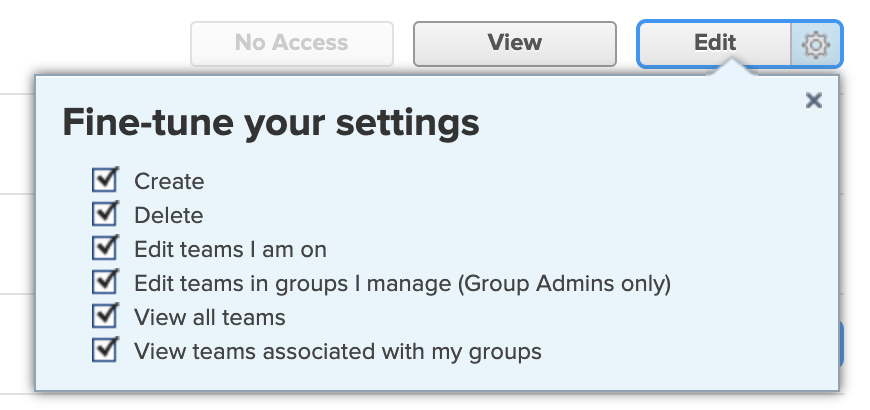 No Access
View
Edit
Fine-tune your settings
Create
Delete
Edit teams I am on
Edit teams in groups I manage (Group Admins only)
View all teams
View teams associated with my groups